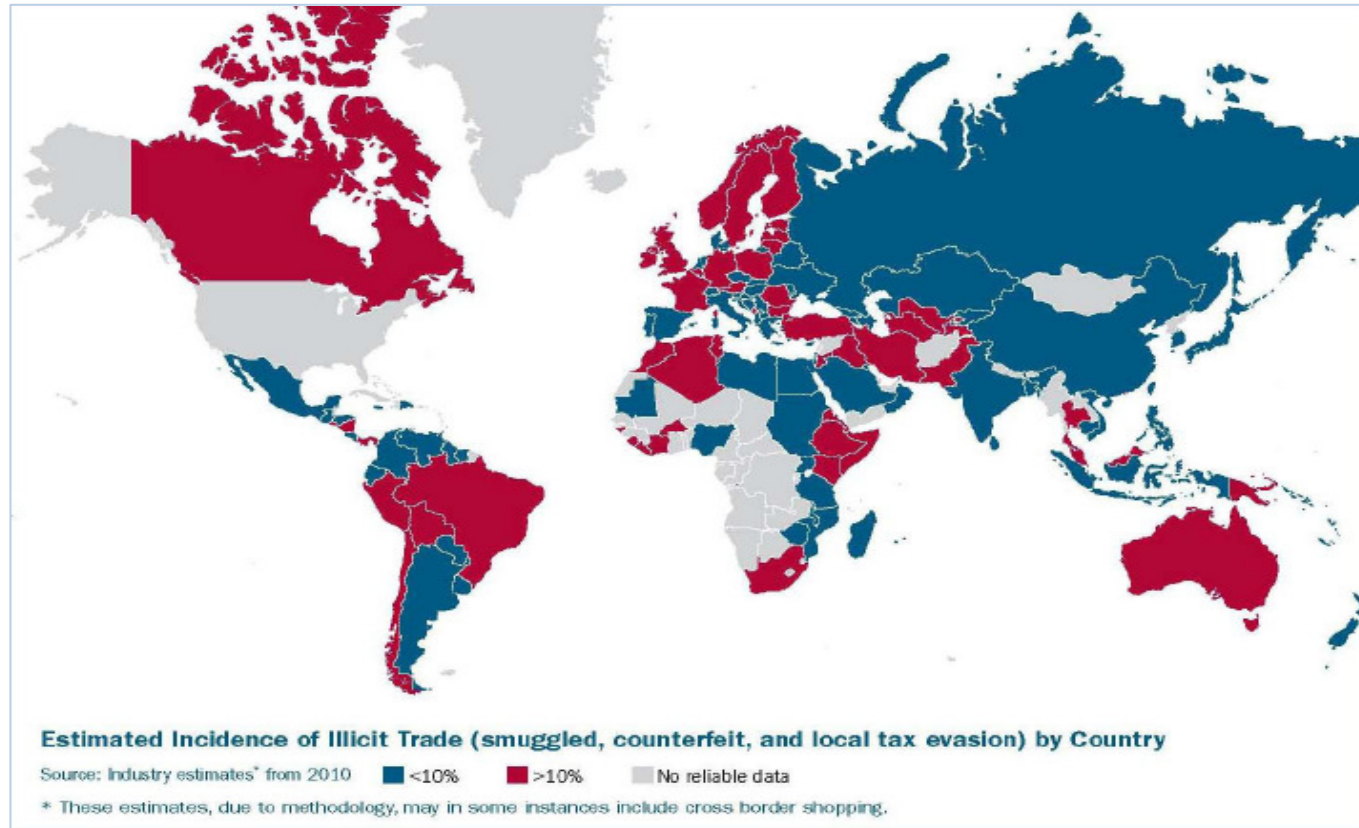 Estimated Incidence of Illicit Trade (smuggled, counterfeit, and local tax evasion) by Country
Source: Industry estimates* from 2010 <10% >10% No reliable data
* These estimates, due to methodology, may in some instances include cross border shopping.